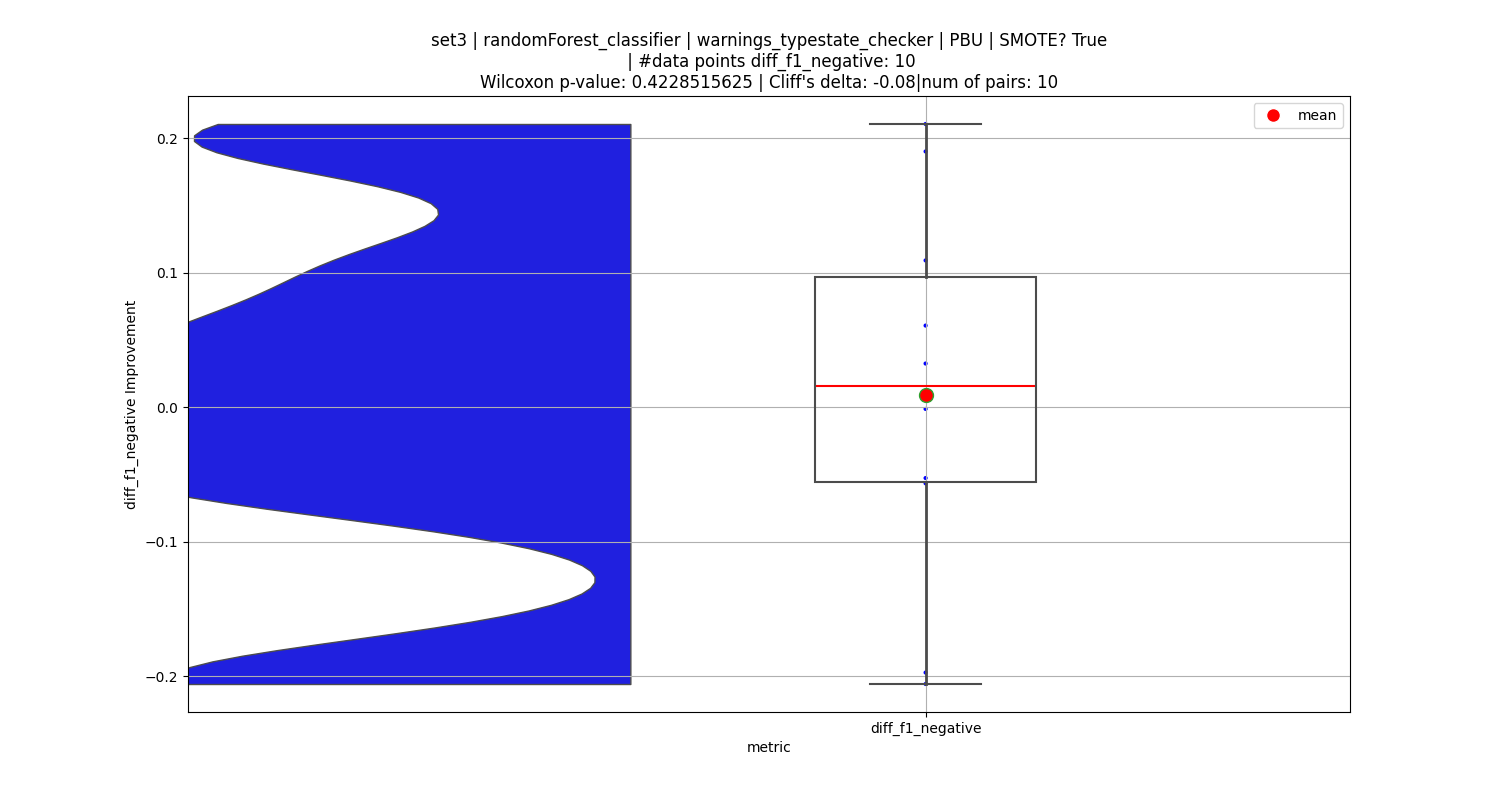 set3 | randomForest_classifier | warnings_typestate_checker | PBU | SMOTE? True
| #data points diff_f1_negative: 10
Wilcoxon p-value: 0.4228515625 | Cliff's delta: -0.08|num of pairs: 10
mean
0.2
0.1
0.0
−0.1
−0.2
diff_f1_negative Improvement
diff_f1_negative
metric